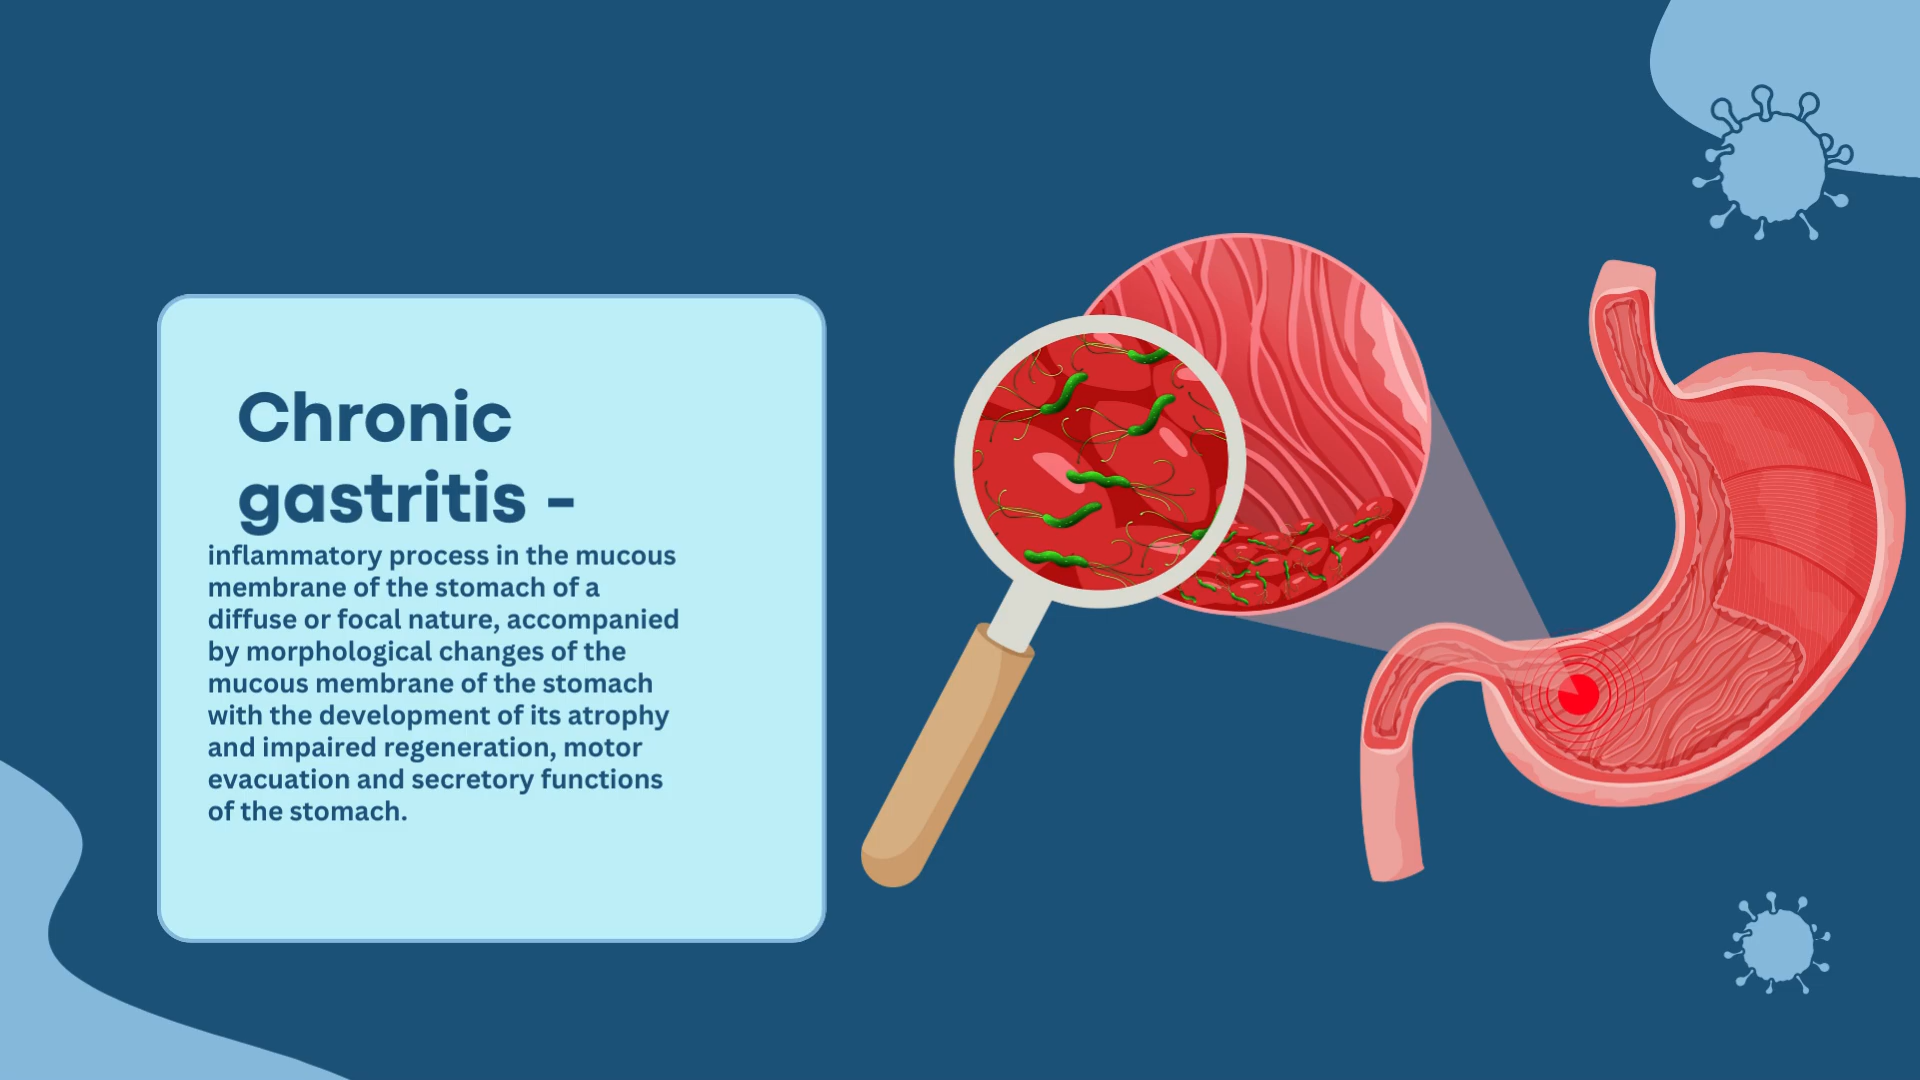 Chronic
gastritis -
inflammatory process in the mucous
membrane of the stomach of a
diffuse or focal nature, accompanied
by morphological changes of the
mucous membrane of the stomach
with the development of its atrophy
and impaired regeneration, motor
evacuation and secretory functions
of the stomach.